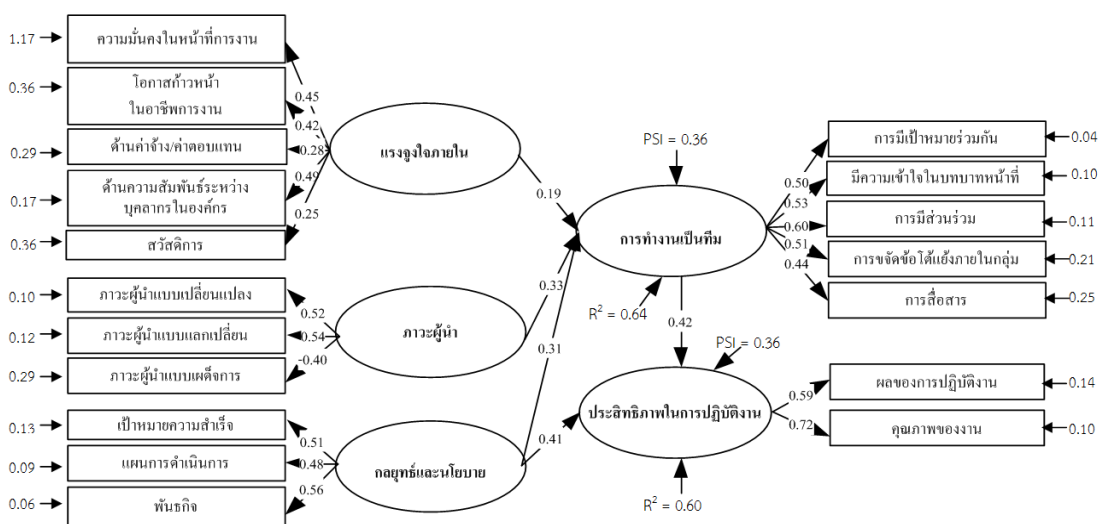 1.17
ความมั่นคงในหน้าที่การงาน
0.36
โอกาสก้าวหน้า
ในอาชีพการงาน
0.29
ด้านค่าจ้าง/ค่าตอบแทน
0.17
ด้านความสัมพันธ์ระหว่าง
บุคลากรในองค์กร
0.36
สวัสดิการ
0.45
0.42
0.28
0.49
0.25
แรงจูงใจภายใน
0.19
0.10
ภาวะผู้นำแบบเปลี่ยนแปลง
0.12
ภาวะผู้นำแบบแลกเปลี่ยน
0.29
ภาวะผู้นำแบบเผด็จการ
0.52
0.54
-0.40
ภาวะผู้นำ
0.33
0.13
เป้าหมายความสำเร็จ
0.09
แผนการดำเนินการ
0.06
พันธกิจ
0.51
0.48
0.56
กลยุทธ์และนโยบาย
0.31
0.41
PSI = 0.36
การทำงานเป็นทีม
R² = 0.64
0.42
PSI = 0.36
ประสิทธิภาพในการปฏิบัติงาน
R² = 0.60
0.50
0.53
0.60
0.51
0.44
การมีเป้าหมายร่วมกัน
0.04
มีความเข้าใจในบทบาทหน้าที่
0.10
การมีส่วนร่วม
0.11
การขจัดข้อโต้แย้งภายในกลุ่ม
0.21
การสื่อสาร
0.25
0.59
0.72
ผลของการปฏิบัติงาน
0.14
คุณภาพของงาน
0.10